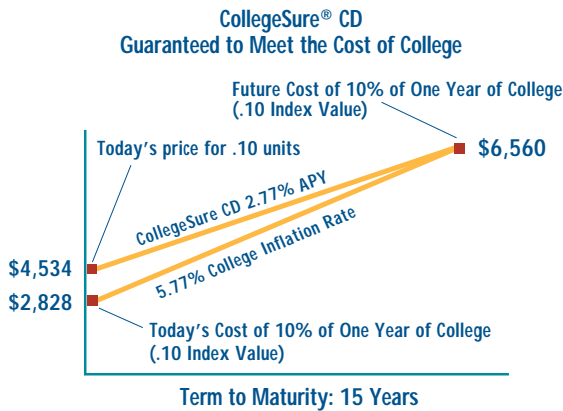 CollegeSure® CD
Guaranteed to Meet the Cost of College
Future Cost of 10% of One Year of College
(.10 Index Value)
Today's price for .10 units
$6,560
CollegeSure CD 2.77% APY
5.77% College Inflation Rate
$4,534
$2,828
Today's Cost of 10% of One Year of College
(.10 Index Value)
Term to Maturity: 15 Years